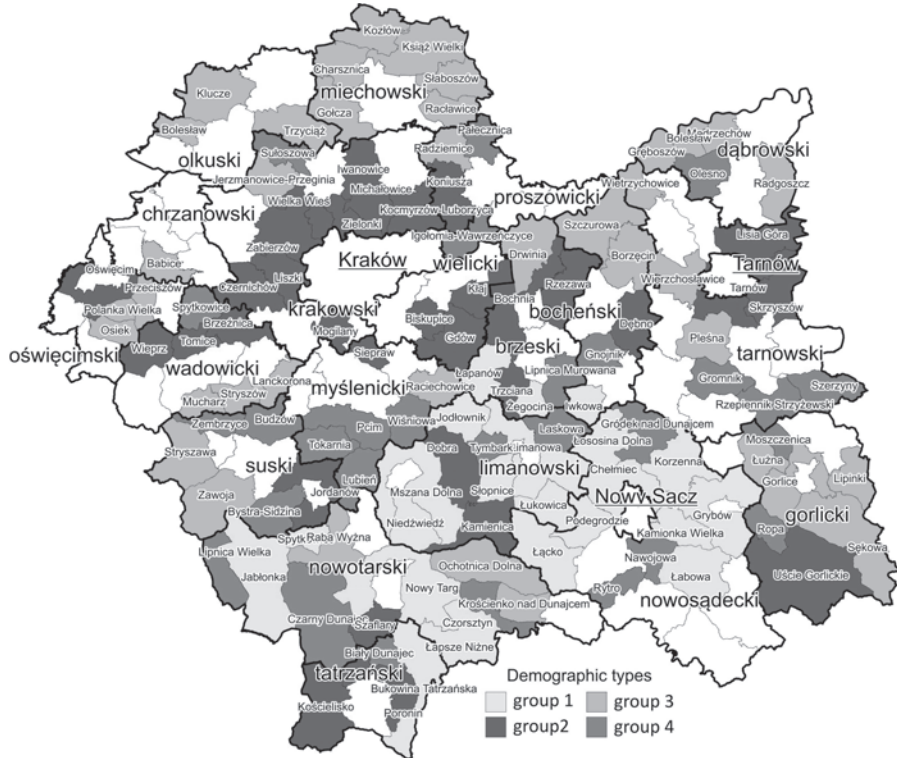 Kozłów
Książ Wielki
Charsznica
Słaboszów
miechowski
Klucze
Racławice
Gołcza
Bolesław
Trzyciąż
Pałecznica
olkuski
Sułoszowa
Radziemice
Iwanowice
Jerzmanowice-Przeginia
Michałowice
Koniusza
Wielka Wieś
Kocmyrzów-Luborzyca
proszowicki
Bolesław
Mędrzechów
Gręboszów
dąbrowski
Olesno
Radgoszcz
Wietrzychowice
chrzanowski
Zielonki
Zabierzów
Igołomia-Wawrzeńczyce
Szczurowa
Drwinia
Lisia Góra
Babice
Kraków
wielicki
Borzęcin
Oświęcim
Liszki
Kłaj
Rzezawa
Wierzchosławice
Tarnów
Przeciszów
Czernichów
Bochnia
Tarnów
Polanka Wielka
Spytkowice
krakowski
bocheński
Skrzyszów
Brzeźnica
Mogilany
Biskupice
Dębno
Osiek
Tomice
Gdów
brzeski
Pleśna
oświęcimski
Wieprz
Siepraw
Gnojnik
tarnowski
wadowicki
Lanckorona
myślenicki
Łapanów
Lipnica Murowana
Gromnik
Szerzyny
Stryszów
Raciechowice
Trzciana
Rzepiennik Strzyżewski
Mucharz
Żegocina
Iwkowa
Zembrzyce
Budzów
Pcim
Wiśniowa
Jodłownik
Laskowa
Gródek nad Dunajcem
Moszczenica
Tokarnia
Dobra
Tymbark
Limanowa
Łososina Dolna
Łużna
Stryszawa
suski
limanowski
Chełmiec
Korzenna
Gorlice
Lipinki
Lubień
Zawoja
Jordanów
Mszana Dolna
Słopnice
Nowy Sącz
Grybów
gorlicki
Bystra-Sidzina
Łukowica
Podegrodzie
Niedźwiedź
Kamienica
Kamionka Wielka
Ropa
Sękowa
Spytk
Raba Wyżna
Lipnica Wielka
Łącko
Nawojowa
nowotarski
Ochotnica Dolna
Uście Gorlickie
Jabłonka
Nowy Targ
Rytro
Łabowa
Krościenko nad Dunajcem
nowosądecki
Czarny Dunajec
Szaflary
Czorsztyn
Biały Dunajec
Łapsze Niżne
tatrzański
Bukowina Tatrzańska
Kościelisko
Poronin
Demographic types
group 1
group 3
group2
group 4